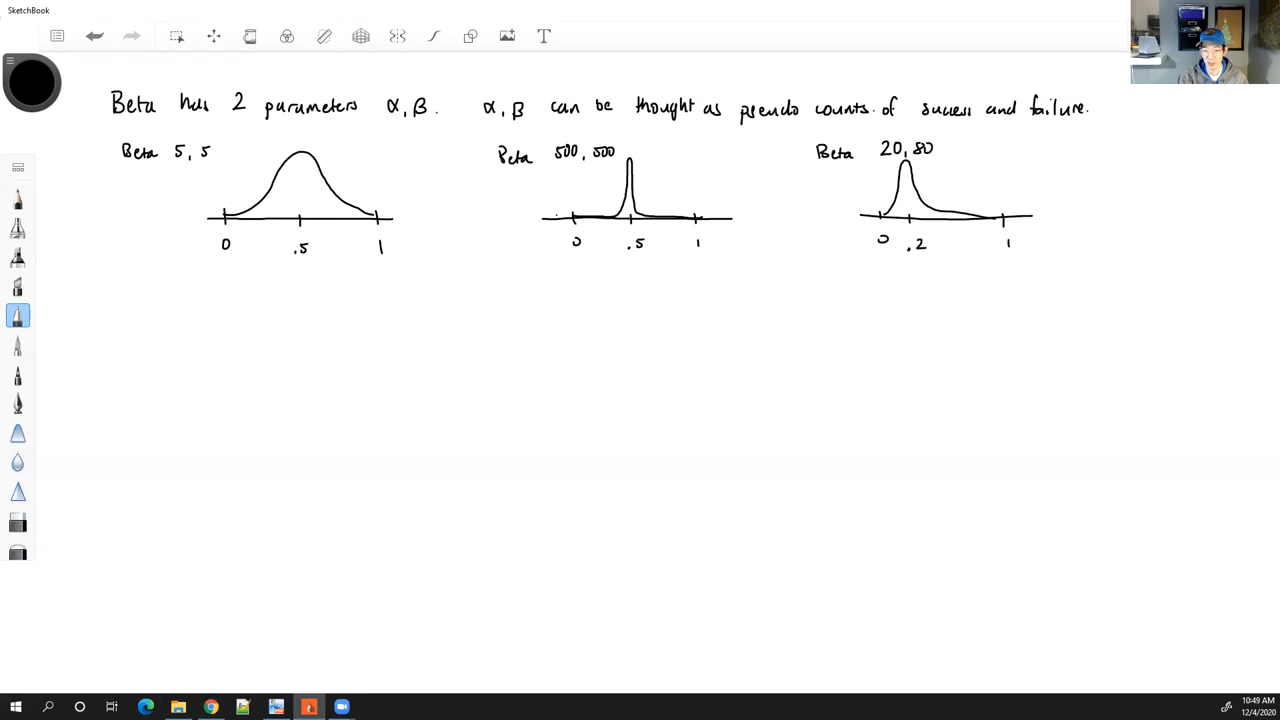 SketchBook
Beta has 2 parameters α, β. α, β can be thought as pseudo counts of success and failure.
Beta 5, 5
Beta 500, 500
Beta 20, 80
0 .5 1
0 .5 1
0 .2 1
10:49 AM
12/4/2020